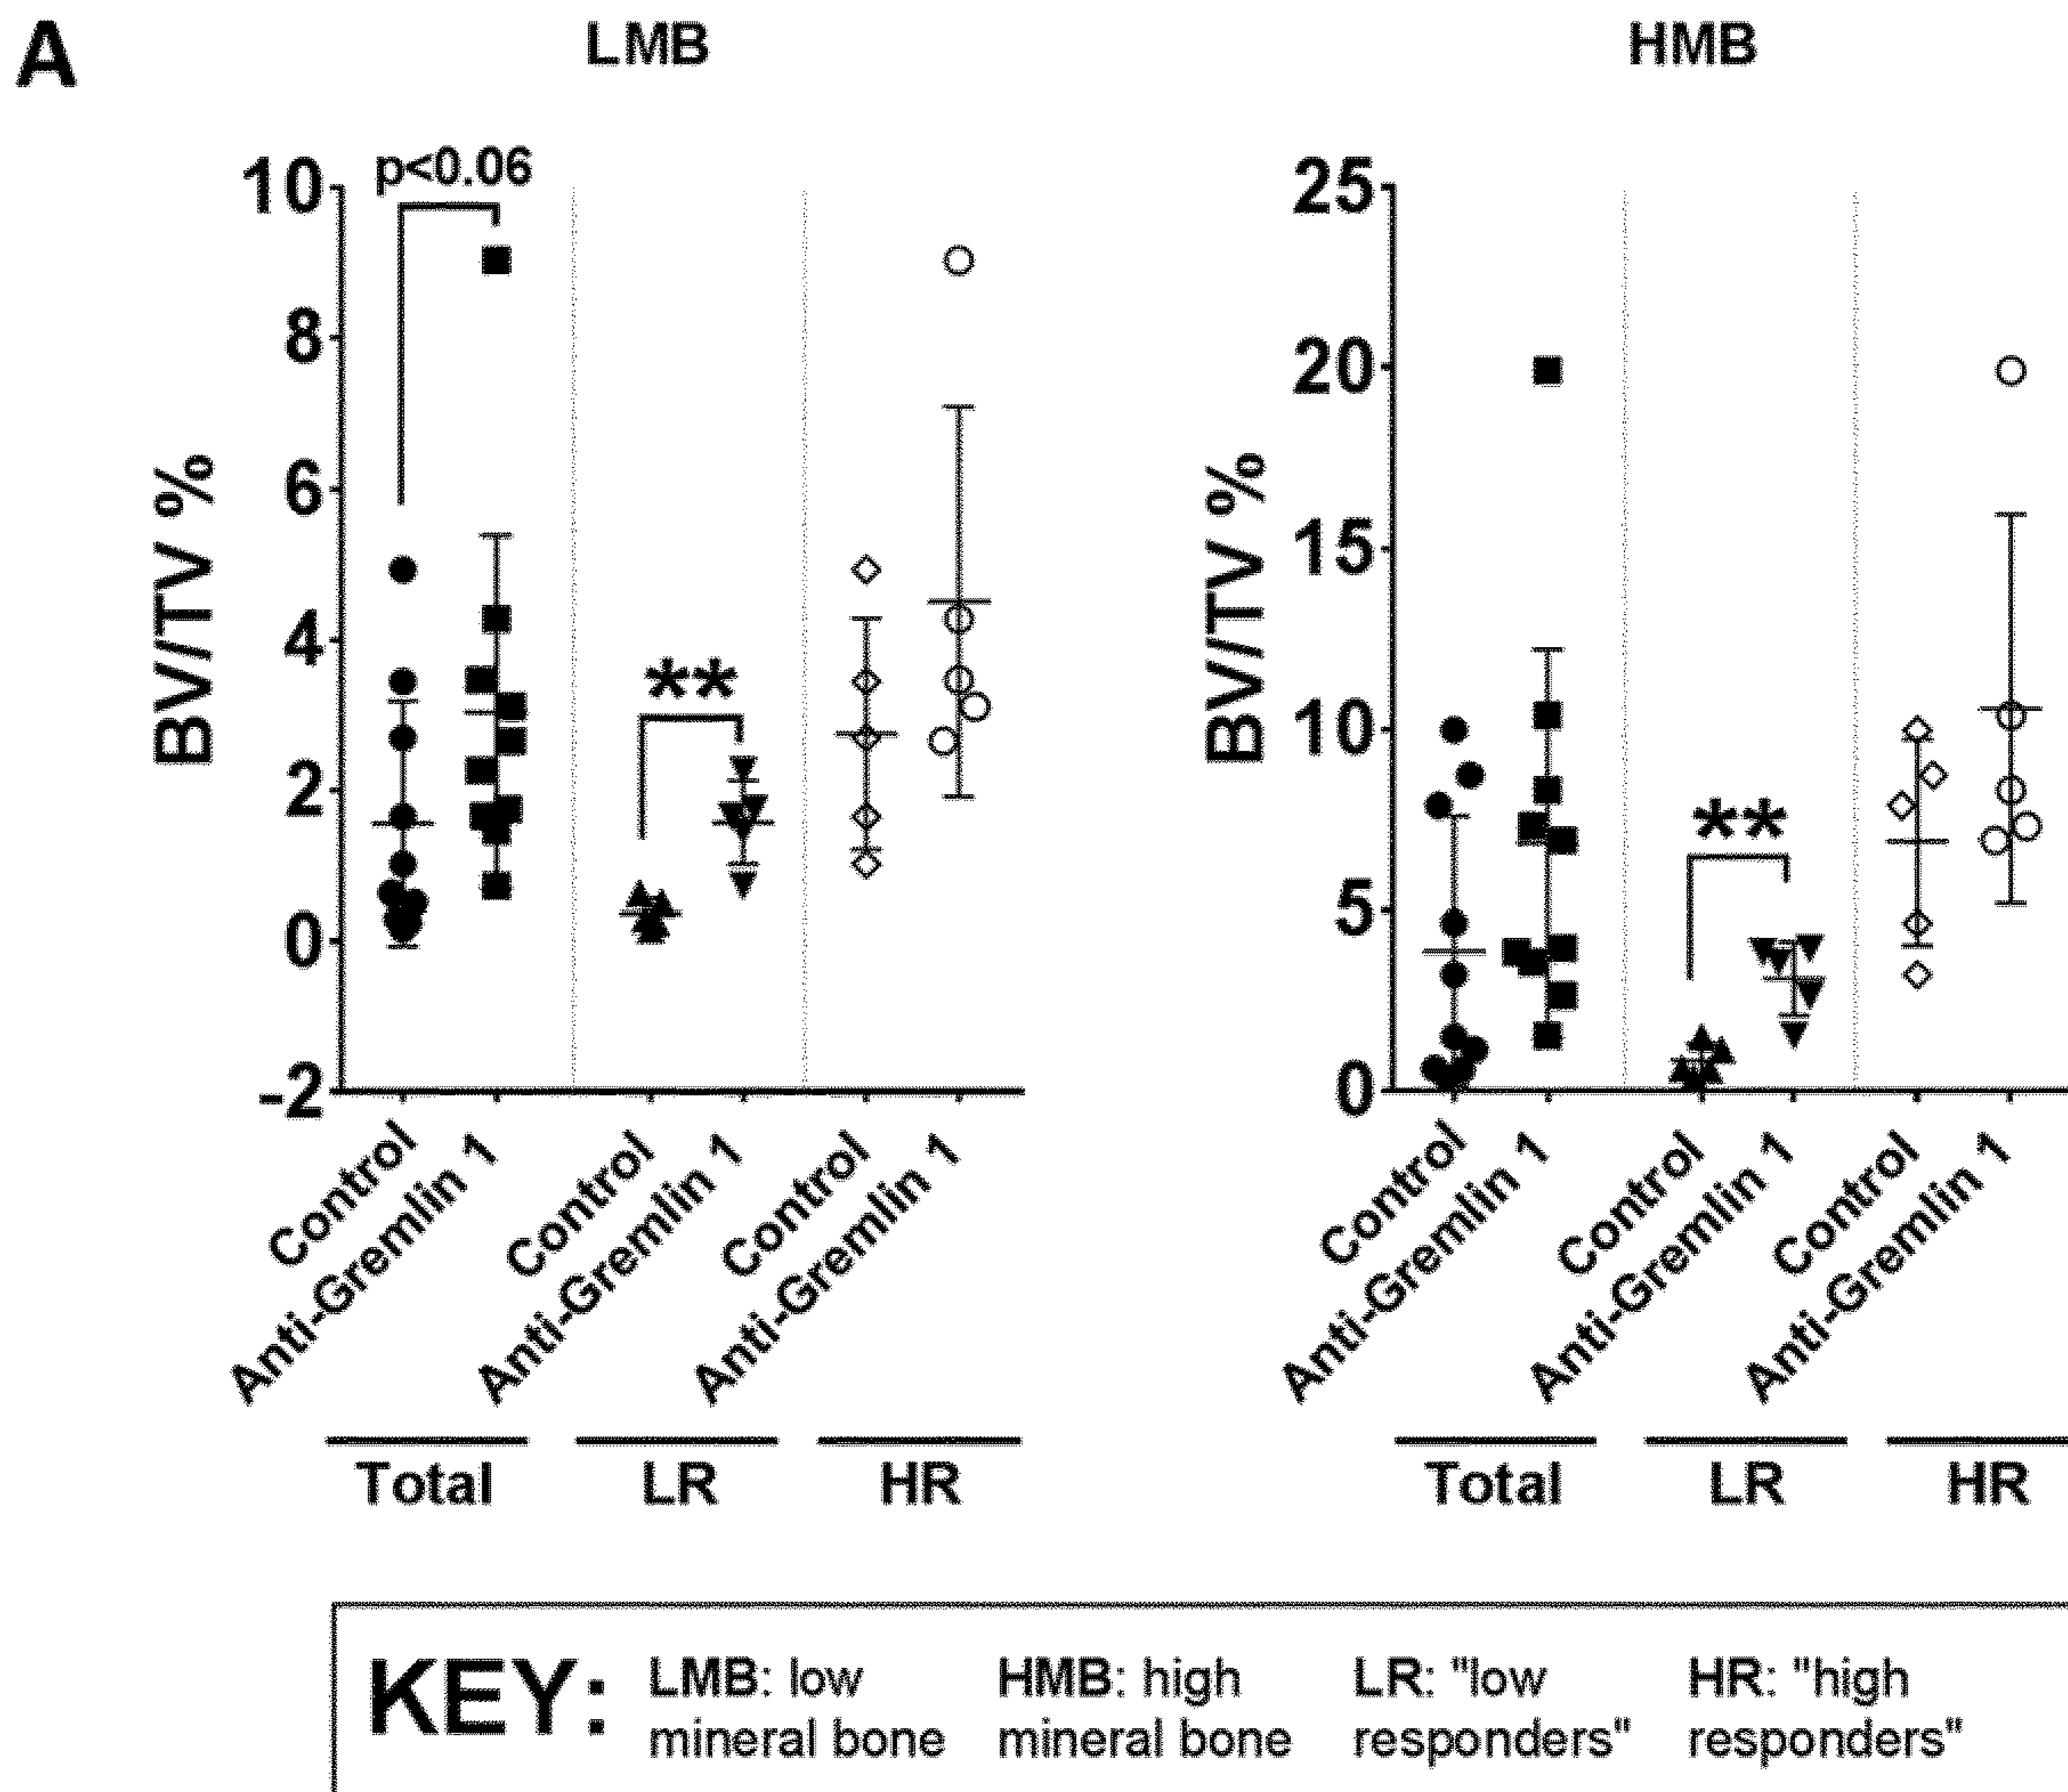 A
LMB
HMB
p<0.06
10
8
6
4
2
0
-2
BV/TV %
**
Control
Anti-Gremlin 1
Control
Anti-Gremlin 1
Control
Anti-Gremlin 1
Total
LR
HR
25
20
15
10
5
0
BV/TV %
**
Control
Anti-Gremlin 1
Control
Anti-Gremlin 1
Control
Anti-Gremlin 1
Total
LR
HR
KEY:
LMB: low
mineral bone
HMB: high
mineral bone
LR: "low
responders"
HR: "high
responders"